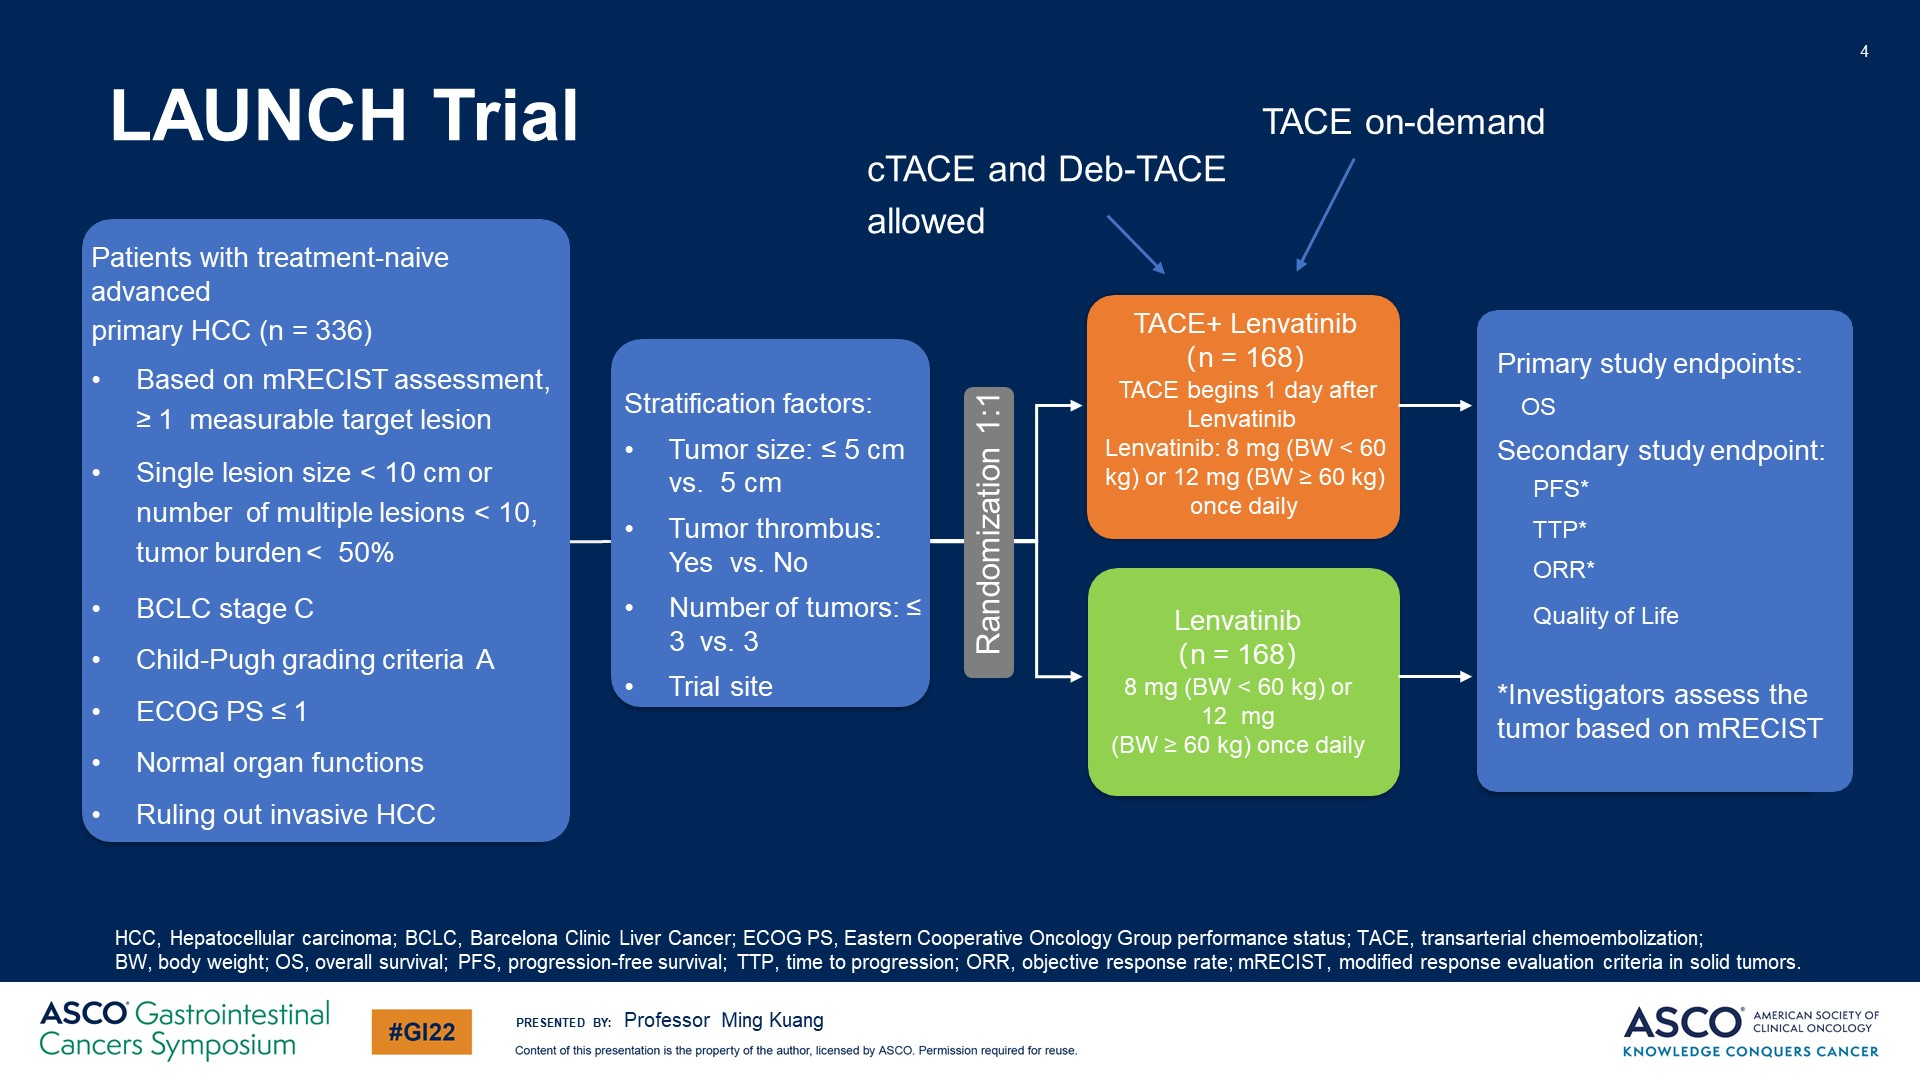 4
LAUNCH Trial
TACE on-demand
cTACE and Deb-TACE
allowed
Patients with treatment-naive
advanced
primary HCC (n = 336)
• Based on mRECIST assessment,
≥ 1 measurable target lesion
• Single lesion size < 10 cm or
number of multiple lesions < 10,
tumor burden < 50%
• BCLC stage C
• Child-Pugh grading criteria A
• ECOG PS ≤ 1
• Normal organ functions
• Ruling out invasive HCC
Stratification factors:
• Tumor size: ≤ 5 cm
vs. 5 cm
• Tumor thrombus:
Yes vs. No
• Number of tumors: ≤
3 vs. 3
• Trial site
Randomization 1:1
TACE+ Lenvatinib
(n = 168)
TACE begins 1 day after
Lenvatinib
Lenvatinib: 8 mg (BW < 60
kg) or 12 mg (BW ≥ 60 kg)
once daily
Lenvatinib
(n = 168)
8 mg (BW < 60 kg) or
12 mg
(BW ≥ 60 kg) once daily
Primary study endpoints:
OS
Secondary study endpoint:
PFS*
TTP*
ORR*
Quality of Life
*Investigators assess the
tumor based on mRECIST
HCC, Hepatocellular carcinoma; BCLC, Barcelona Clinic Liver Cancer; ECOG PS, Eastern Cooperative Oncology Group performance status; TACE, transarterial chemoembolization;
BW, body weight; OS, overall survival; PFS, progression-free survival; TTP, time to progression; ORR, objective response rate; mRECIST, modified response evaluation criteria in solid tumors.
ASCO® Gastrointestinal
Cancers Symposium
#GI22
PRESENTED BY: Professor Ming Kuang
Content of this presentation is the property of the author, licensed by ASCO. Permission required for reuse.
ASCO® AMERICAN SOCIETY OF
CLINICAL ONCOLOGY
KNOWLEDGE CONQUERS CANCER